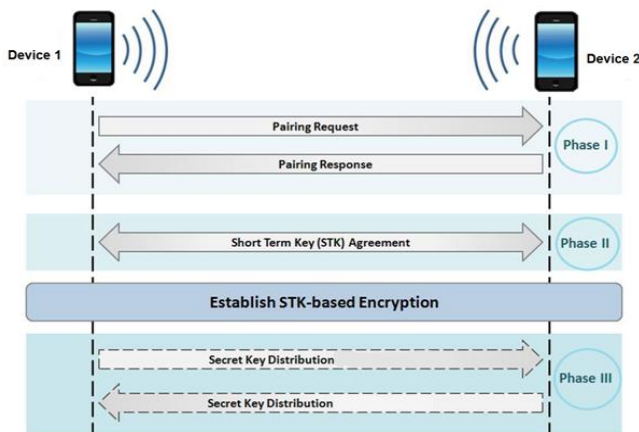 Device 1
Device 2
Pairing Request
Phase I
Pairing Response
Short Term Key (STK) Agreement
Phase II
Establish STK-based Encryption
Secret Key Distribution
Phase III
Secret Key Distribution